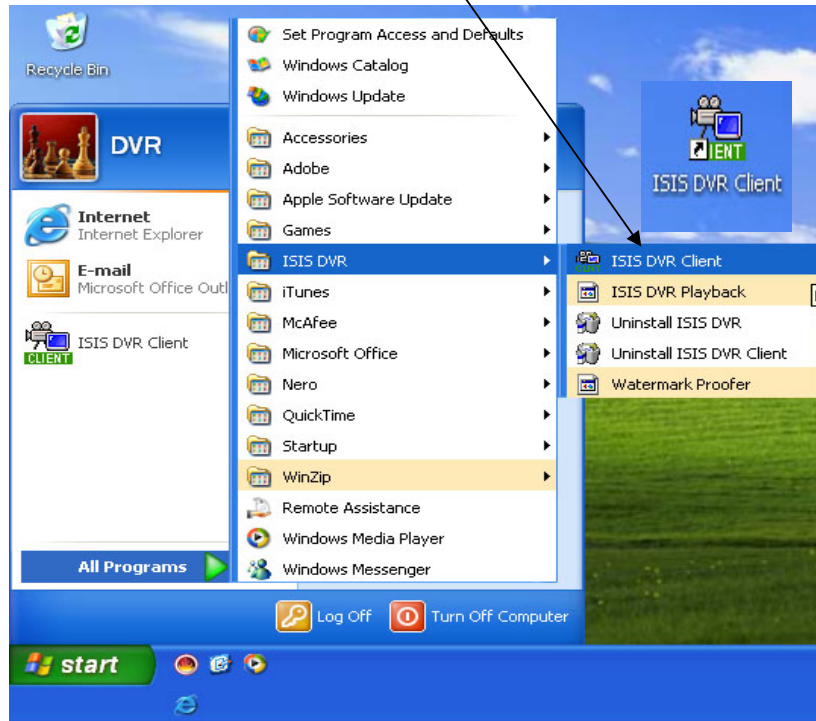 Recycle Bin
DVR
Internet
Internet Explorer
E-mail
Microsoft Office Outl
ISIS DVR Client
CLIENT
All Programs
Set Program Access and Defaults
Windows Catalog
Windows Update
Accessories
Adobe
Apple Software Update
Games
ISIS DVR
iTunes
McAfee
Microsoft Office
Nero
QuickTime
Startup
WinZip
Remote Assistance
Windows Media Player
Windows Messenger
ISIS DVR Client
ISIS DVR Playback
Uninstall ISIS DVR
Uninstall ISIS DVR Client
Watermark Proofer
IENT
ISIS DVR Client
Log Off
Turn Off Computer
start